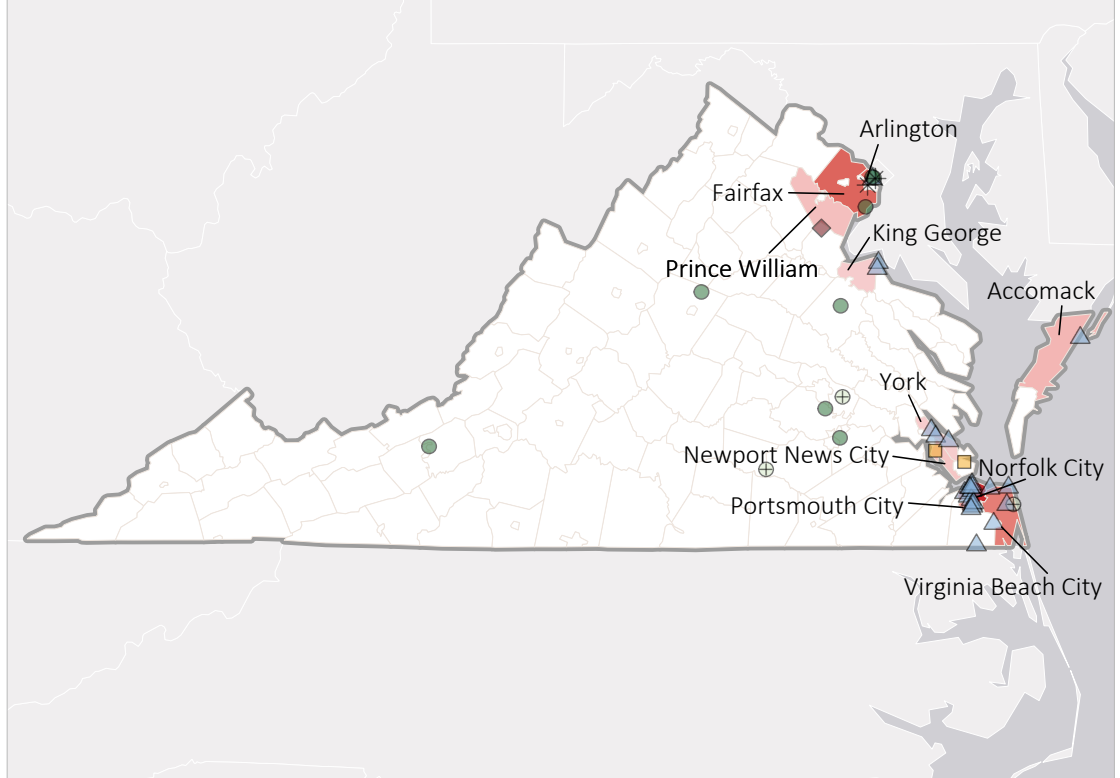 Arlington
Fairfax
King George
Prince William
Accomack
York
Newport News City
Norfolk City
Portsmouth City
Virginia Beach City